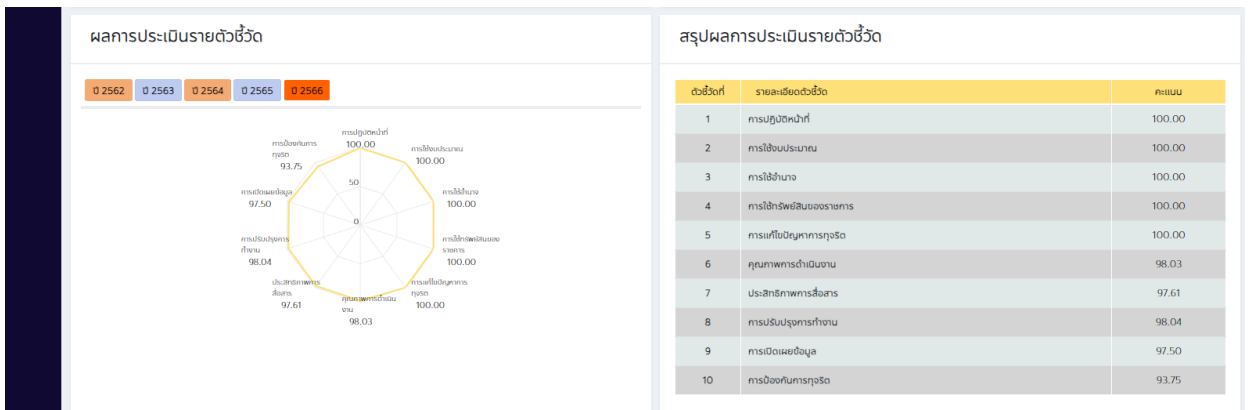 ผลการประเมินรายตัวชี้วัด
ปี 2562 ปี 2563 ปี 2564 ปี 2565 ปี 2566
การปฏิบัติหน้าที่
100.00
การใช้งบประมาณ
100.00
การใช้อำนาจ
100.00
การใช้ทรัพย์สินของ
ราชการ
100.00
การแก้ไขปัญหาการ
ทุจริต
100.00
คุณภาพการดำเนิน
งาน
98.03
ประสิทธิภาพการ
สื่อสาร
97.61
การปรับปรุงการ
ทำงาน
98.04
การเปิดเผยข้อมูล
97.50
การป้องกันการ
ทุจริต
93.75
50
0
สรุปผลการประเมินรายตัวชี้วัด
ตัวชี้วัดที่ รายละเอียดตัวชี้วัด คะแนน
1 การปฏิบัติหน้าที่ 100.00
2 การใช้งบประมาณ 100.00
3 การใช้อำนาจ 100.00
4 การใช้ทรัพย์สินของราชการ 100.00
5 การแก้ไขปัญหาการทุจริต 100.00
6 คุณภาพการดำเนินงาน 98.03
7 ประสิทธิภาพการสื่อสาร 97.61
8 การปรับปรุงการทำงาน 98.04
9 การเปิดเผยข้อมูล 97.50
10 การป้องกันการทุจริต 93.75